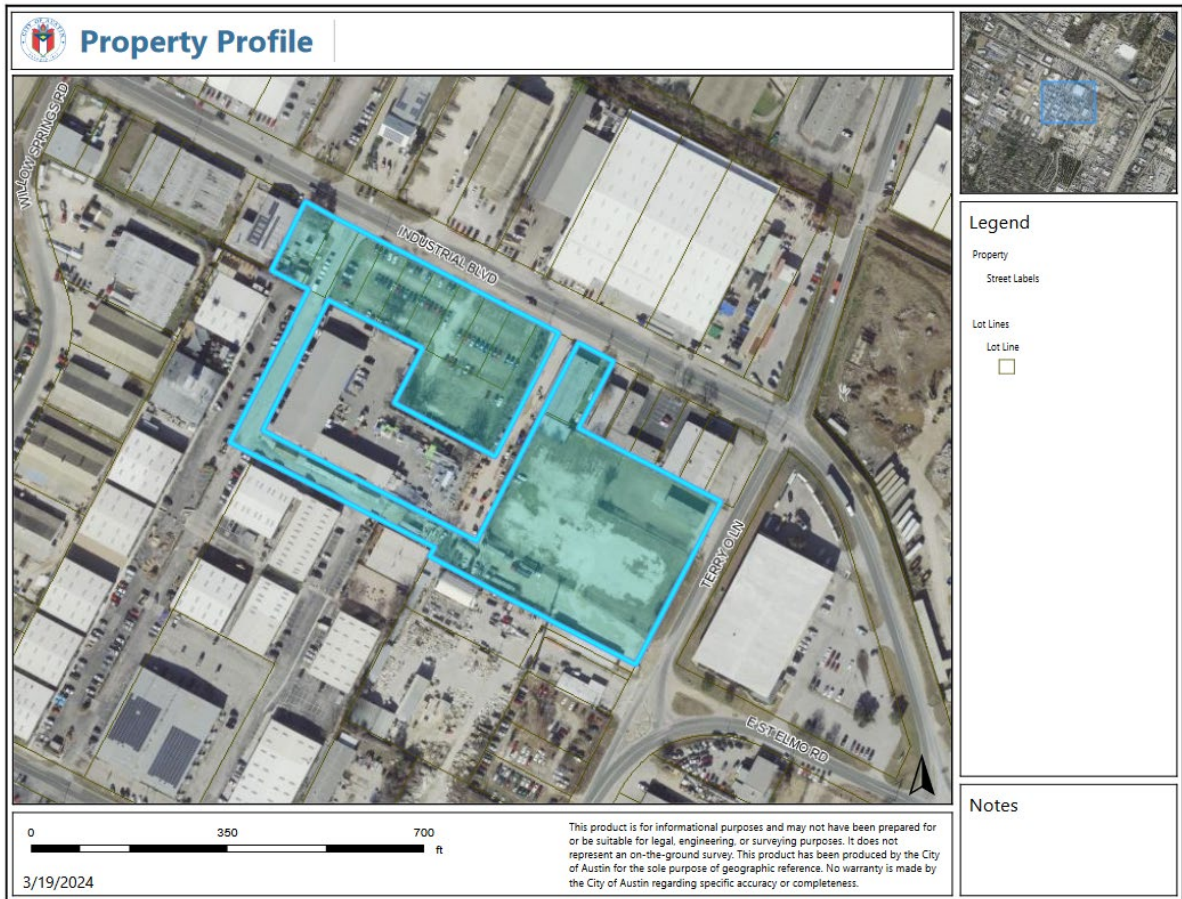 Property Profile
WILLOW SPRINGS RD
INDUSTRIAL BLVD
TERRY O LN
E ST ELMO RD
Legend
Property
Street Labels
Lot Lines
Lot Line
Notes
0 350 700
ft
3/19/2024
This product is for informational purposes and may not have been prepared for
or be suitable for legal, engineering, or surveying purposes. It does not
represent an on-the-ground survey. This product has been produced by the City
of Austin for the sole purpose of geographic reference. No warranty is made by
the City of Austin regarding specific accuracy or completeness.